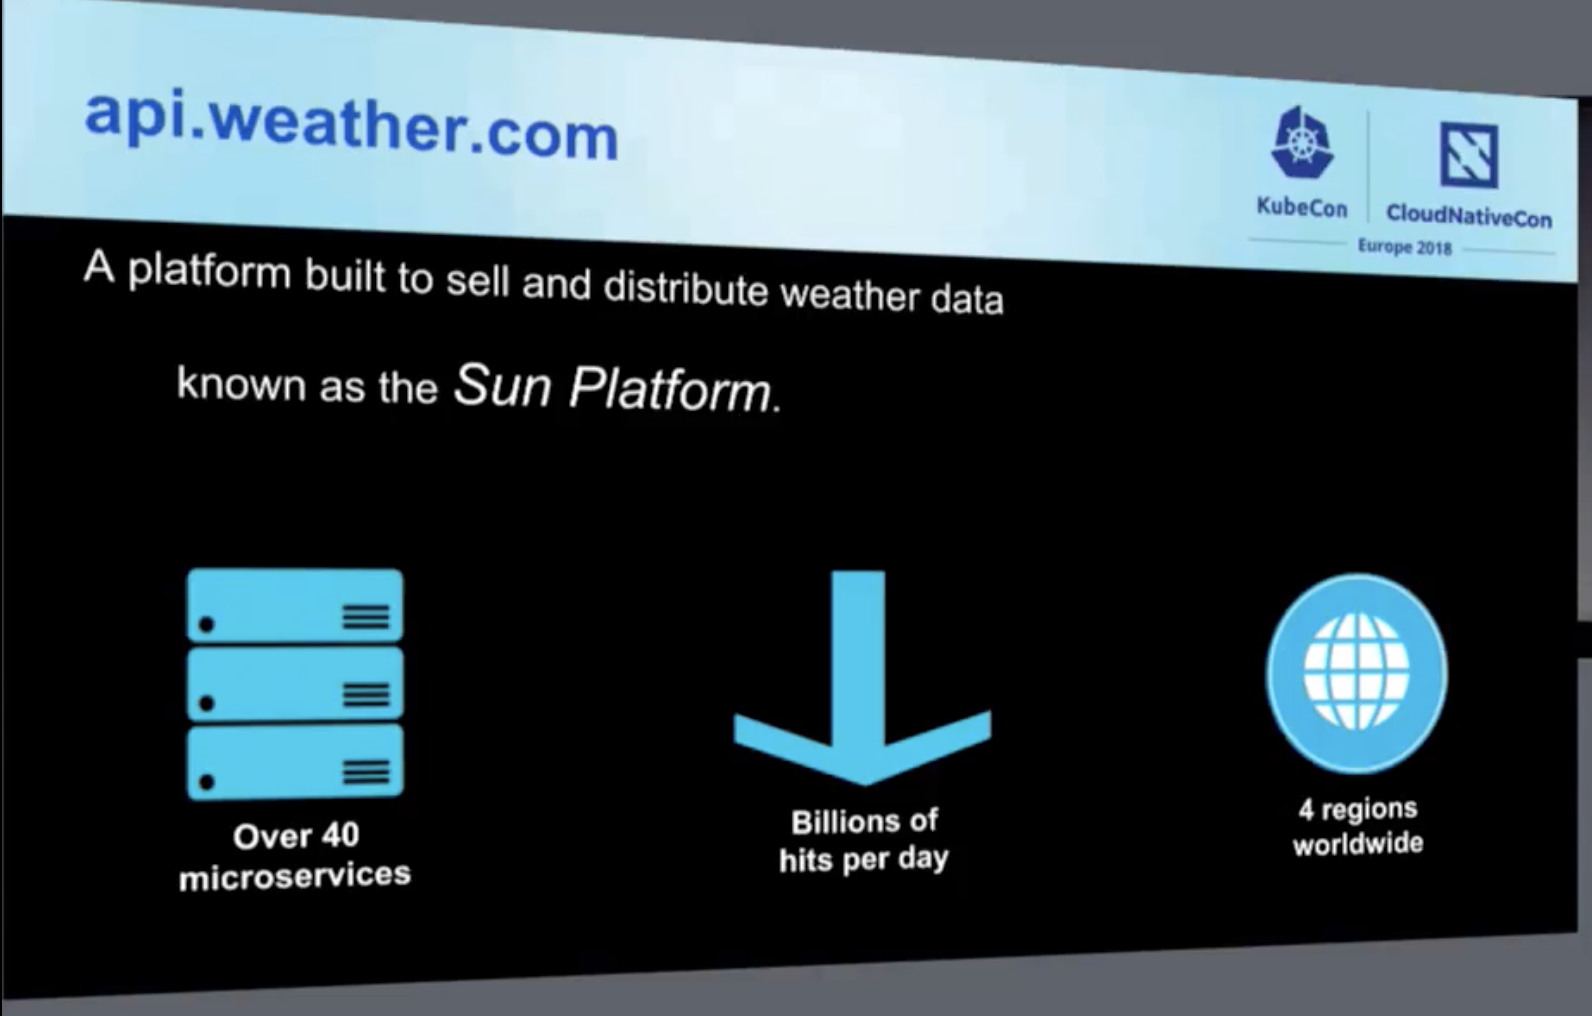 api.weather.com
KubeCon
CloudNativeCon
Europe 2018
A platform built to sell and distribute weather data
known as the Sun Platform.
Over 40
microservices
Billions of
hits per day
4 regions
worldwide